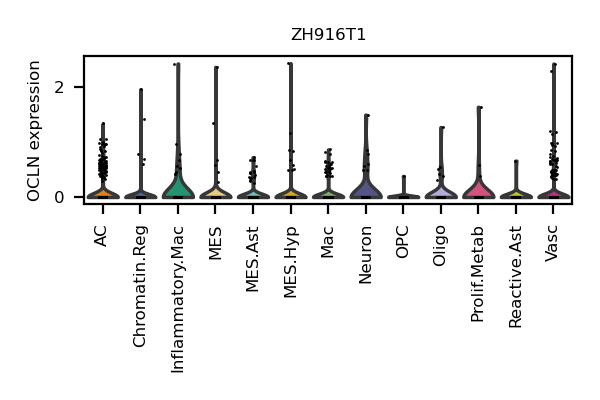 ZH916T1
OCLN expression
2
0
AC
Chromatin.Reg
Inflammatory.Mac
MES
MES.Ast
MES.Hyp
Mac
Neuron
OPC
Oligo
Prolif.Metab
Reactive.Ast
Vasc